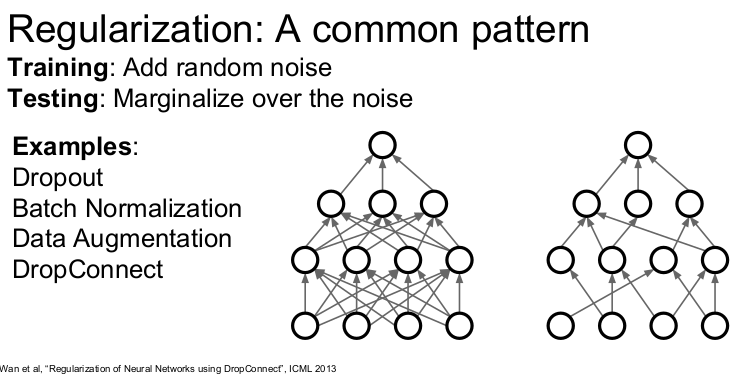 Regularization: A common pattern
Training: Add random noise
Testing: Marginalize over the noise
Examples:
Dropout
Batch Normalization
Data Augmentation
DropConnect
Wan et al, “Regularization of Neural Networks using DropConnect”, ICML 2013